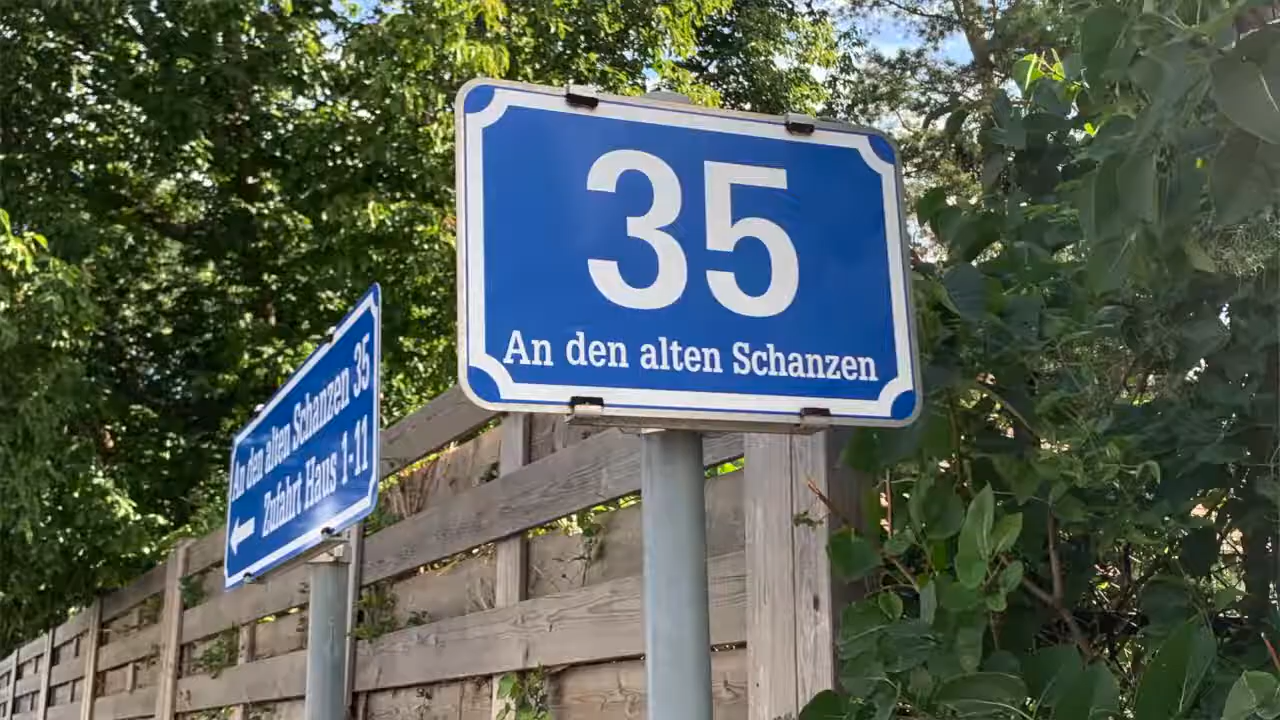 35
An den alten Schanzen
An den alten Schanzen 35
Zufahrt Haus 1-11